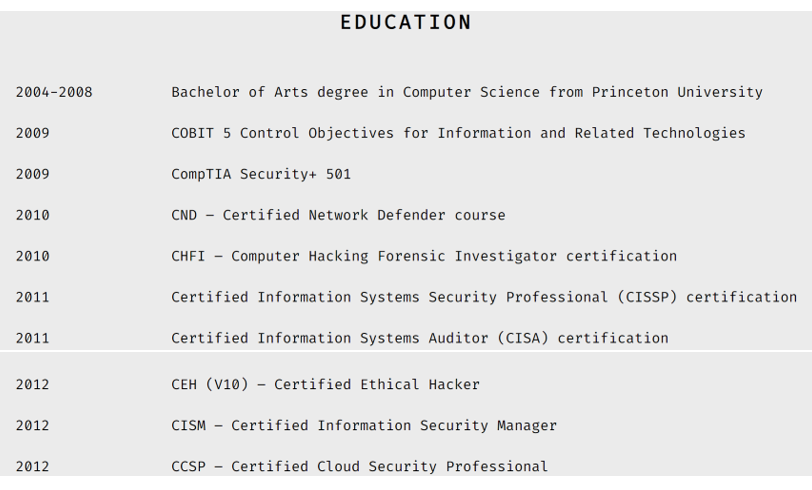 EDUCATION
2004-2008 Bachelor of Arts degree in Computer Science from Princeton University
2009 COBIT 5 Control Objectives for Information and Related Technologies
2009 CompTIA Security+ 501
2010 CND – Certified Network Defender course
2010 CHFI – Computer Hacking Forensic Investigator certification
2011 Certified Information Systems Security Professional (CISSP) certification
2011 Certified Information Systems Auditor (CISA) certification
2012 CEH (V10) – Certified Ethical Hacker
2012 CISM – Certified Information Security Manager
2012 CCSP – Certified Cloud Security Professional